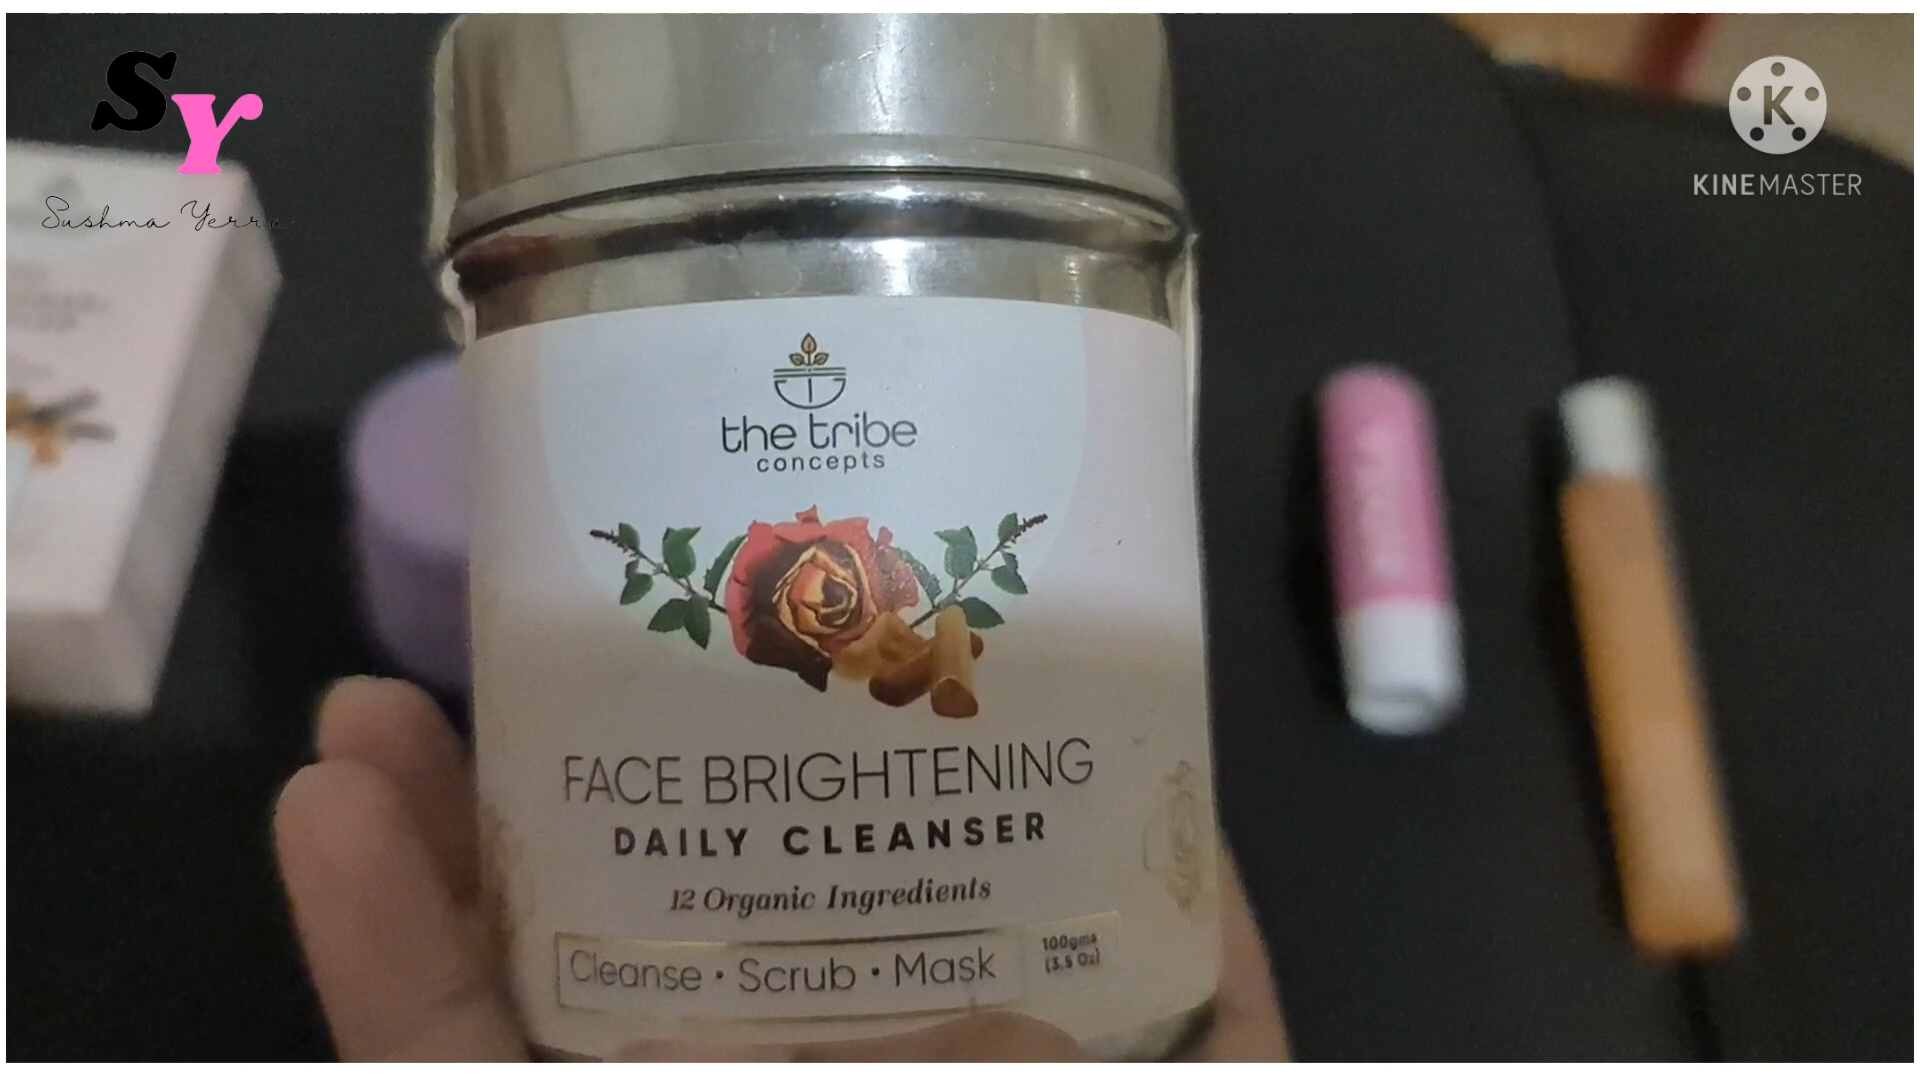 SY
Sushma Yerra
K
KINEMASTER
the tribe
concepts
FACE BRIGHTENING
DAILY CLEANSER
12 Organic Ingredients
Cleanse • Scrub • Mask
100gms
(3.5 Oz)